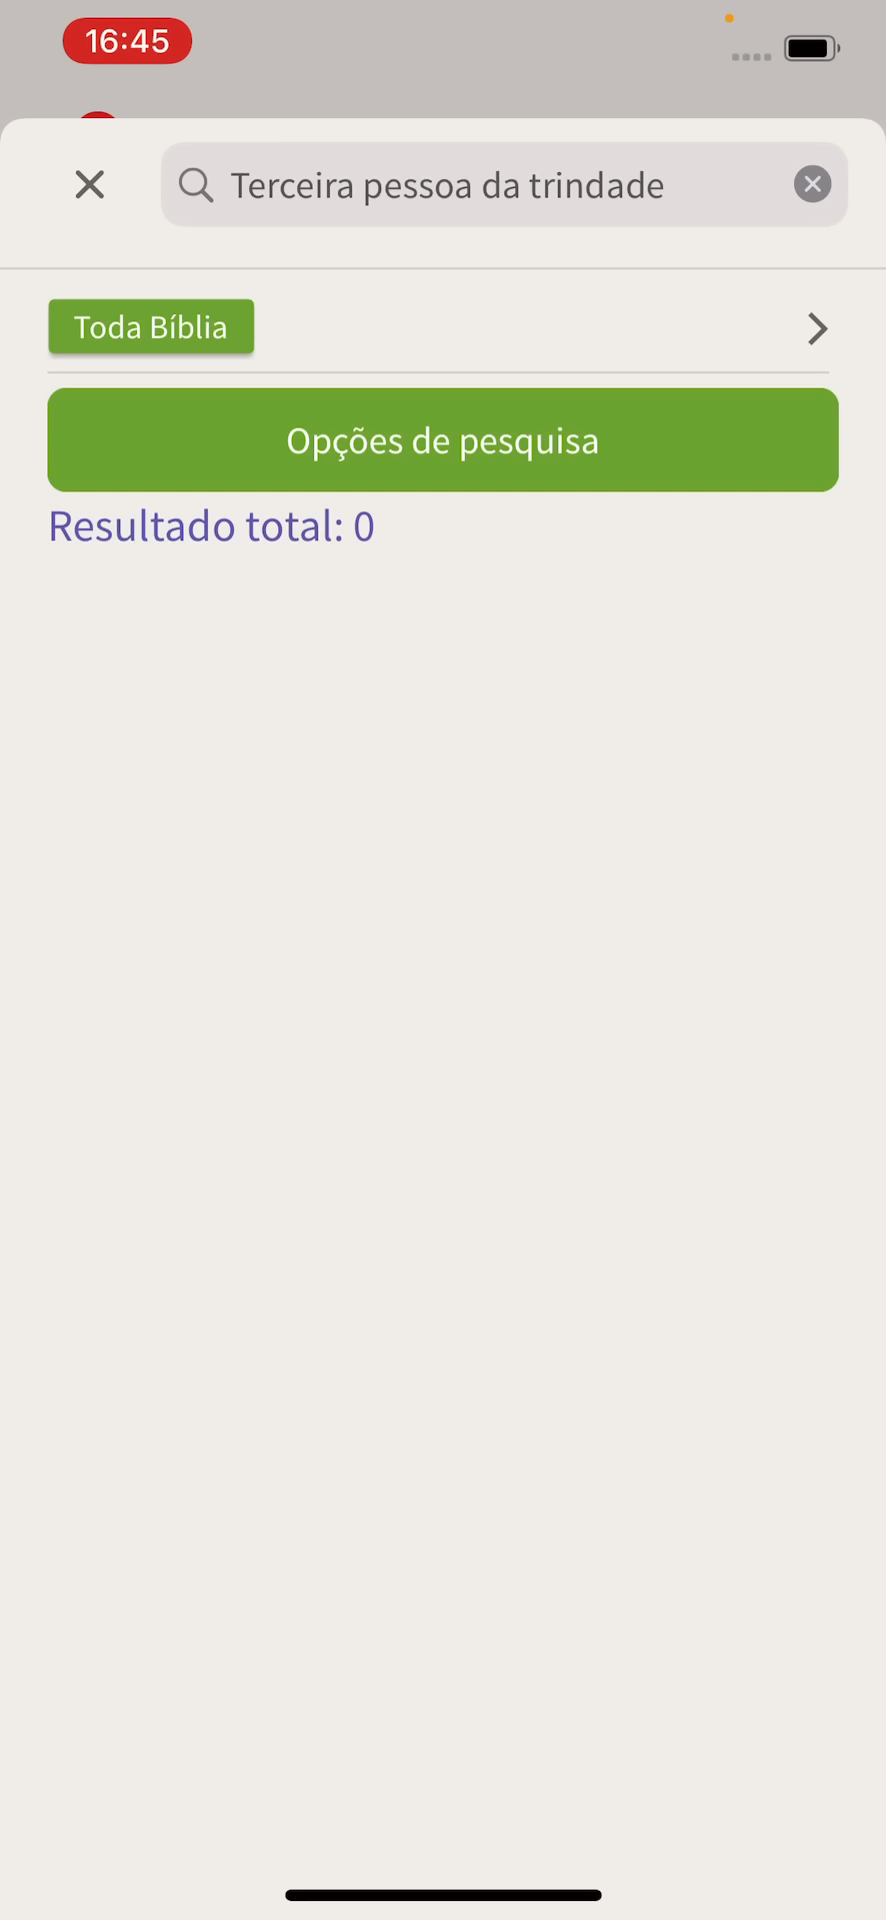 16:45
Terceira pessoa da trindade
Toda Bíblia
Opções de pesquisa
Resultado total: 0